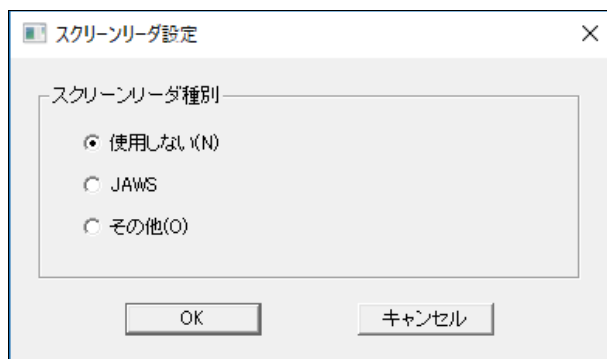 スクリーンリーダ設定
スクリーンリーダ種別
使用しない(N)
JAWS
その他(O)
OK
キャンセル